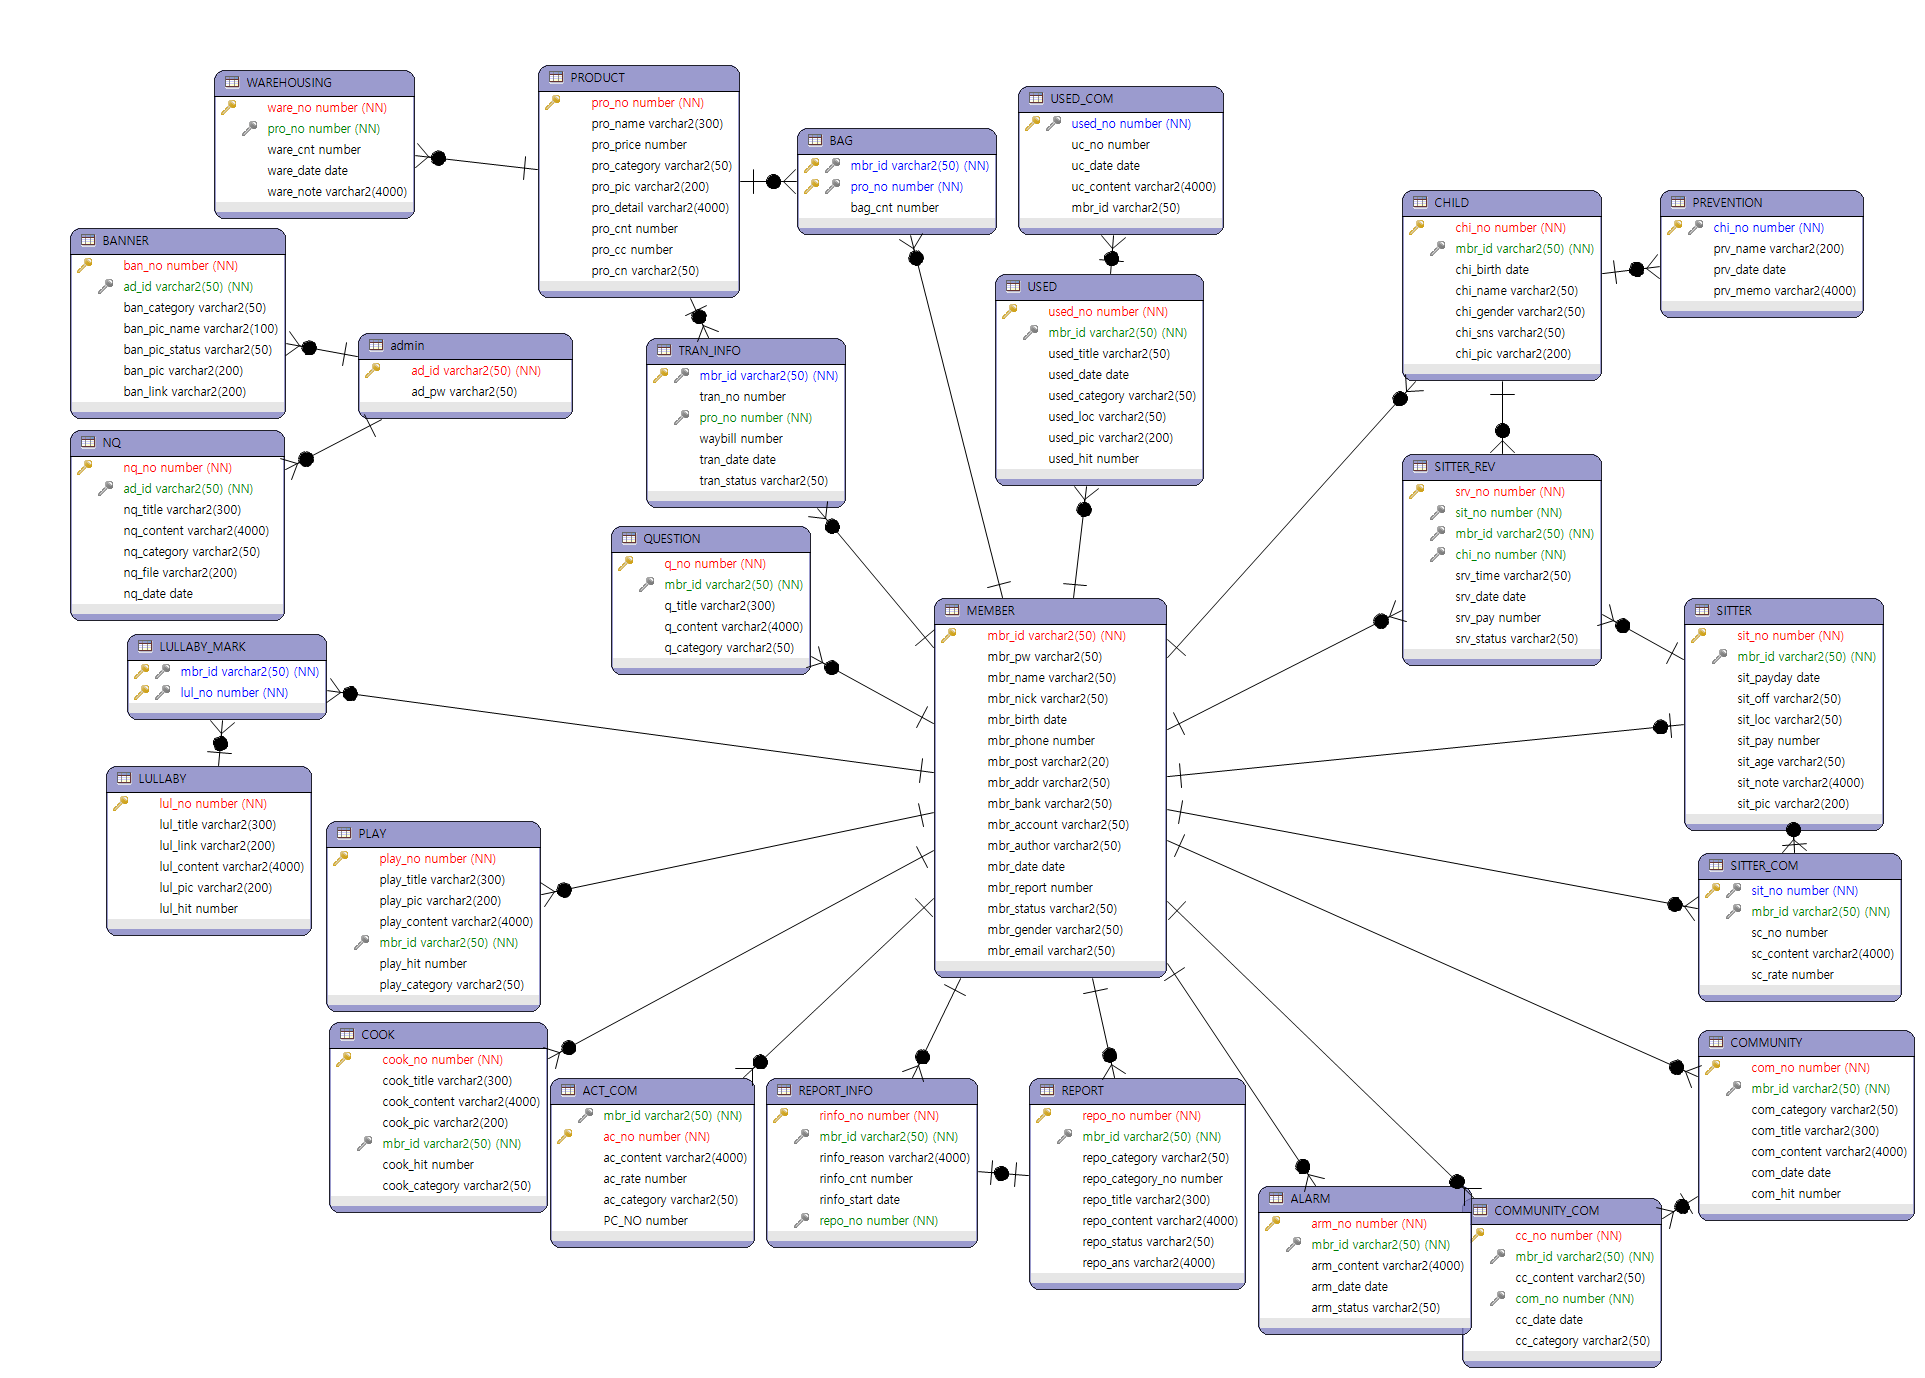 WAREHOUSING
ware_no number (NN)
pro_no number (NN)
ware_cnt number
ware_date date
ware_note varchar2(4000)
PRODUCT
pro_no number (NN)
pro_name varchar2(300)
pro_price number
pro_category varchar2(50)
pro_pic varchar2(200)
pro_detail varchar2(4000)
pro_cnt number
pro_cc number
pro_cn varchar2(50)
BAG
mbr_id varchar2(50) (NN)
pro_no number (NN)
bag_cnt number
USED_COM
used_no number (NN)
uc_no number
uc_date date
uc_content varchar2(4000)
mbr_id varchar2(50)
CHILD
chi_no number (NN)
mbr_id varchar2(50) (NN)
chi_birth date
chi_name varchar2(50)
chi_gender varchar2(50)
chi_sns varchar2(50)
chi_pic varchar2(200)
PREVENTION
chi_no number (NN)
prv_name varchar2(200)
prv_date date
prv_memo varchar2(4000)
BANNER
ban_no number (NN)
ad_id varchar2(50) (NN)
ban_category varchar2(50)
ban_pic_name varchar2(100)
ban_pic_status varchar2(50)
ban_pic varchar2(200)
ban_link varchar2(200)
admin
ad_id varchar2(50) (NN)
ad_pw varchar2(50)
TRAN_INFO
mbr_id varchar2(50) (NN)
tran_no number
pro_no number (NN)
waybill number
tran_date date
tran_status varchar2(50)
USED
used_no number (NN)
mbr_id varchar2(50) (NN)
used_title varchar2(50)
used_date date
used_category varchar2(50)
used_loc varchar2(50)
used_pic varchar2(200)
used_hit number
NQ
nq_no number (NN)
ad_id varchar2(50) (NN)
nq_title varchar2(300)
nq_content varchar2(4000)
nq_category varchar2(50)
nq_file varchar2(200)
nq_date date
QUESTION
q_no number (NN)
mbr_id varchar2(50) (NN)
q_title varchar2(300)
q_content varchar2(4000)
q_category varchar2(50)
SITTER_REV
srv_no number (NN)
sit_no number (NN)
mbr_id varchar2(50) (NN)
chi_no number (NN)
srv_time varchar2(50)
srv_date date
srv_pay number
srv_status varchar2(50)
MEMBER
mbr_id varchar2(50) (NN)
mbr_pw varchar2(50)
mbr_name varchar2(50)
mbr_nick varchar2(50)
mbr_birth date
mbr_phone number
mbr_post varchar2(20)
mbr_addr varchar2(50)
mbr_bank varchar2(50)
mbr_account varchar2(50)
mbr_author varchar2(50)
mbr_date date
mbr_report number
mbr_status varchar2(50)
mbr_gender varchar2(50)
mbr_email varchar2(50)
SITTER
sit_no number (NN)
mbr_id varchar2(50) (NN)
sit_payday date
sit_off varchar2(50)
sit_loc varchar2(50)
sit_pay number
sit_age varchar2(50)
sit_note varchar2(4000)
sit_pic varchar2(200)
LULLABY_MARK
mbr_id varchar2(50) (NN)
lul_no number (NN)
LULLABY
lul_no number (NN)
lul_title varchar2(300)
lul_link varchar2(200)
lul_content varchar2(4000)
lul_pic varchar2(200)
lul_hit number
PLAY
play_no number (NN)
play_title varchar2(300)
play_pic varchar2(200)
play_content varchar2(4000)
mbr_id varchar2(50) (NN)
play_hit number
play_category varchar2(50)
SITTER_COM
sit_no number (NN)
mbr_id varchar2(50) (NN)
sc_no number
sc_content varchar2(4000)
sc_rate number
COOK
cook_no number (NN)
cook_title varchar2(300)
cook_content varchar2(4000)
cook_pic varchar2(200)
mbr_id varchar2(50) (NN)
cook_hit number
cook_category varchar2(50)
ACT_COM
mbr_id varchar2(50) (NN)
ac_no number (NN)
ac_content varchar2(4000)
ac_rate number
ac_category varchar2(50)
PC_NO number
REPORT_INFO
rinfo_no number (NN)
mbr_id varchar2(50) (NN)
rinfo_reason varchar2(4000)
rinfo_cnt number
rinfo_start date
repo_no number (NN)
REPORT
repo_no number (NN)
mbr_id varchar2(50) (NN)
repo_category varchar2(50)
repo_category_no number
repo_title varchar2(300)
repo_content varchar2(4000)
repo_status varchar2(50)
repo_ans varchar2(4000)
COMMUNITY
com_no number (NN)
mbr_id varchar2(50) (NN)
com_category varchar2(50)
com_title varchar2(300)
com_content varchar2(4000)
com_date date
com_hit number
ALARM
arm_no number (NN)
mbr_id varchar2(50) (NN)
arm_content varchar2(4000)
arm_date date
arm_status varchar2(50)
COMMUNITY_COM
cc_no number (NN)
mbr_id varchar2(50) (NN)
cc_content varchar2(50)
com_no number (NN)
cc_date date
cc_category varchar2(50)